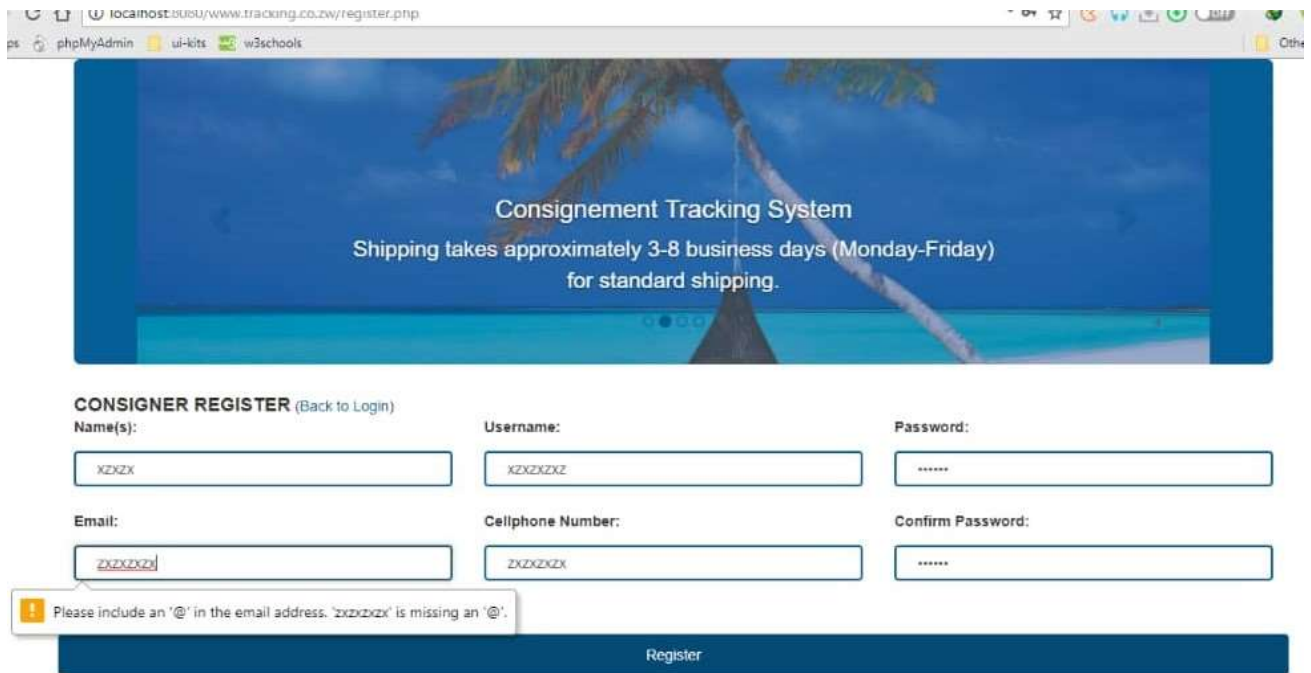 localhost:8080/www.tracking.co.zw/register.php
ps phpMyAdmin ui-kits w3schools Othe
Consignement Tracking System
Shipping takes approximately 3-8 business days (Monday-Friday)
for standard shipping.
CONSIGNER REGISTER (Back to Login)
Name(s): Username: Password:
xzxzx xzxzxzxz ••••••
Email: Cellphone Number: Confirm Password:
zxzxzxzx zxzxzxzx ••••••
! Please include an '@' in the email address. 'zxzxzxzx' is missing an '@'.
Register